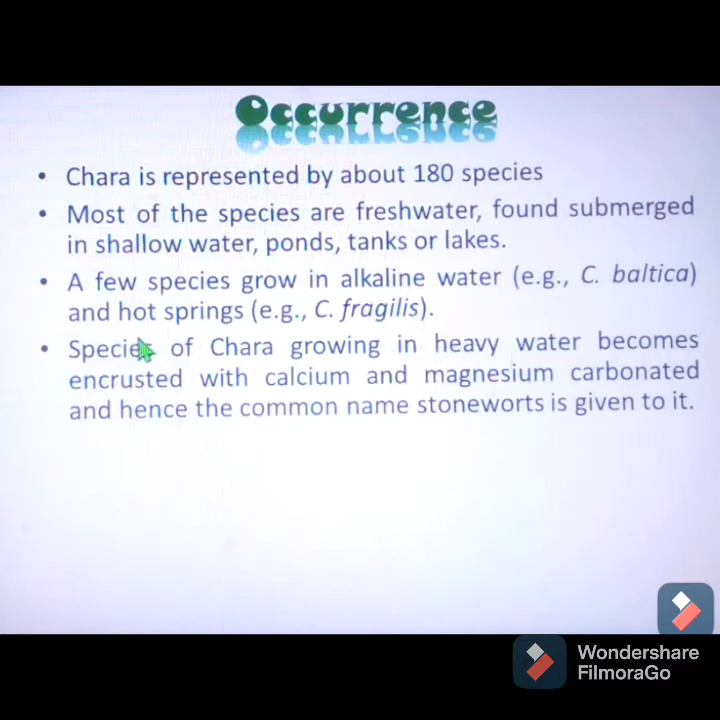 Occurrence
• Chara is represented by about 180 species
• Most of the species are freshwater, found submerged
in shallow water, ponds, tanks or lakes.
• A few species grow in alkaline water (e.g., C. baltica)
and hot springs (e.g., C. fragilis).
• Species of Chara growing in heavy water becomes
encrusted with calcium and magnesium carbonated
and hence the common name stoneworts is given to it.
Wondershare
FilmoraGo